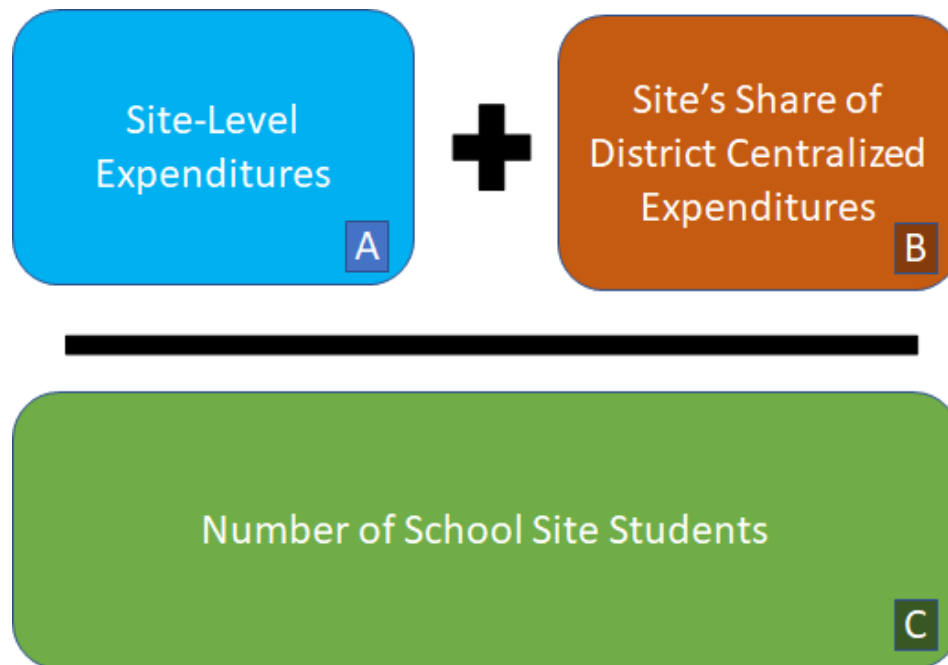 Site-Level
Expenditures
A
Site’s Share of
District Centralized
Expenditures
B
Number of School Site Students
C